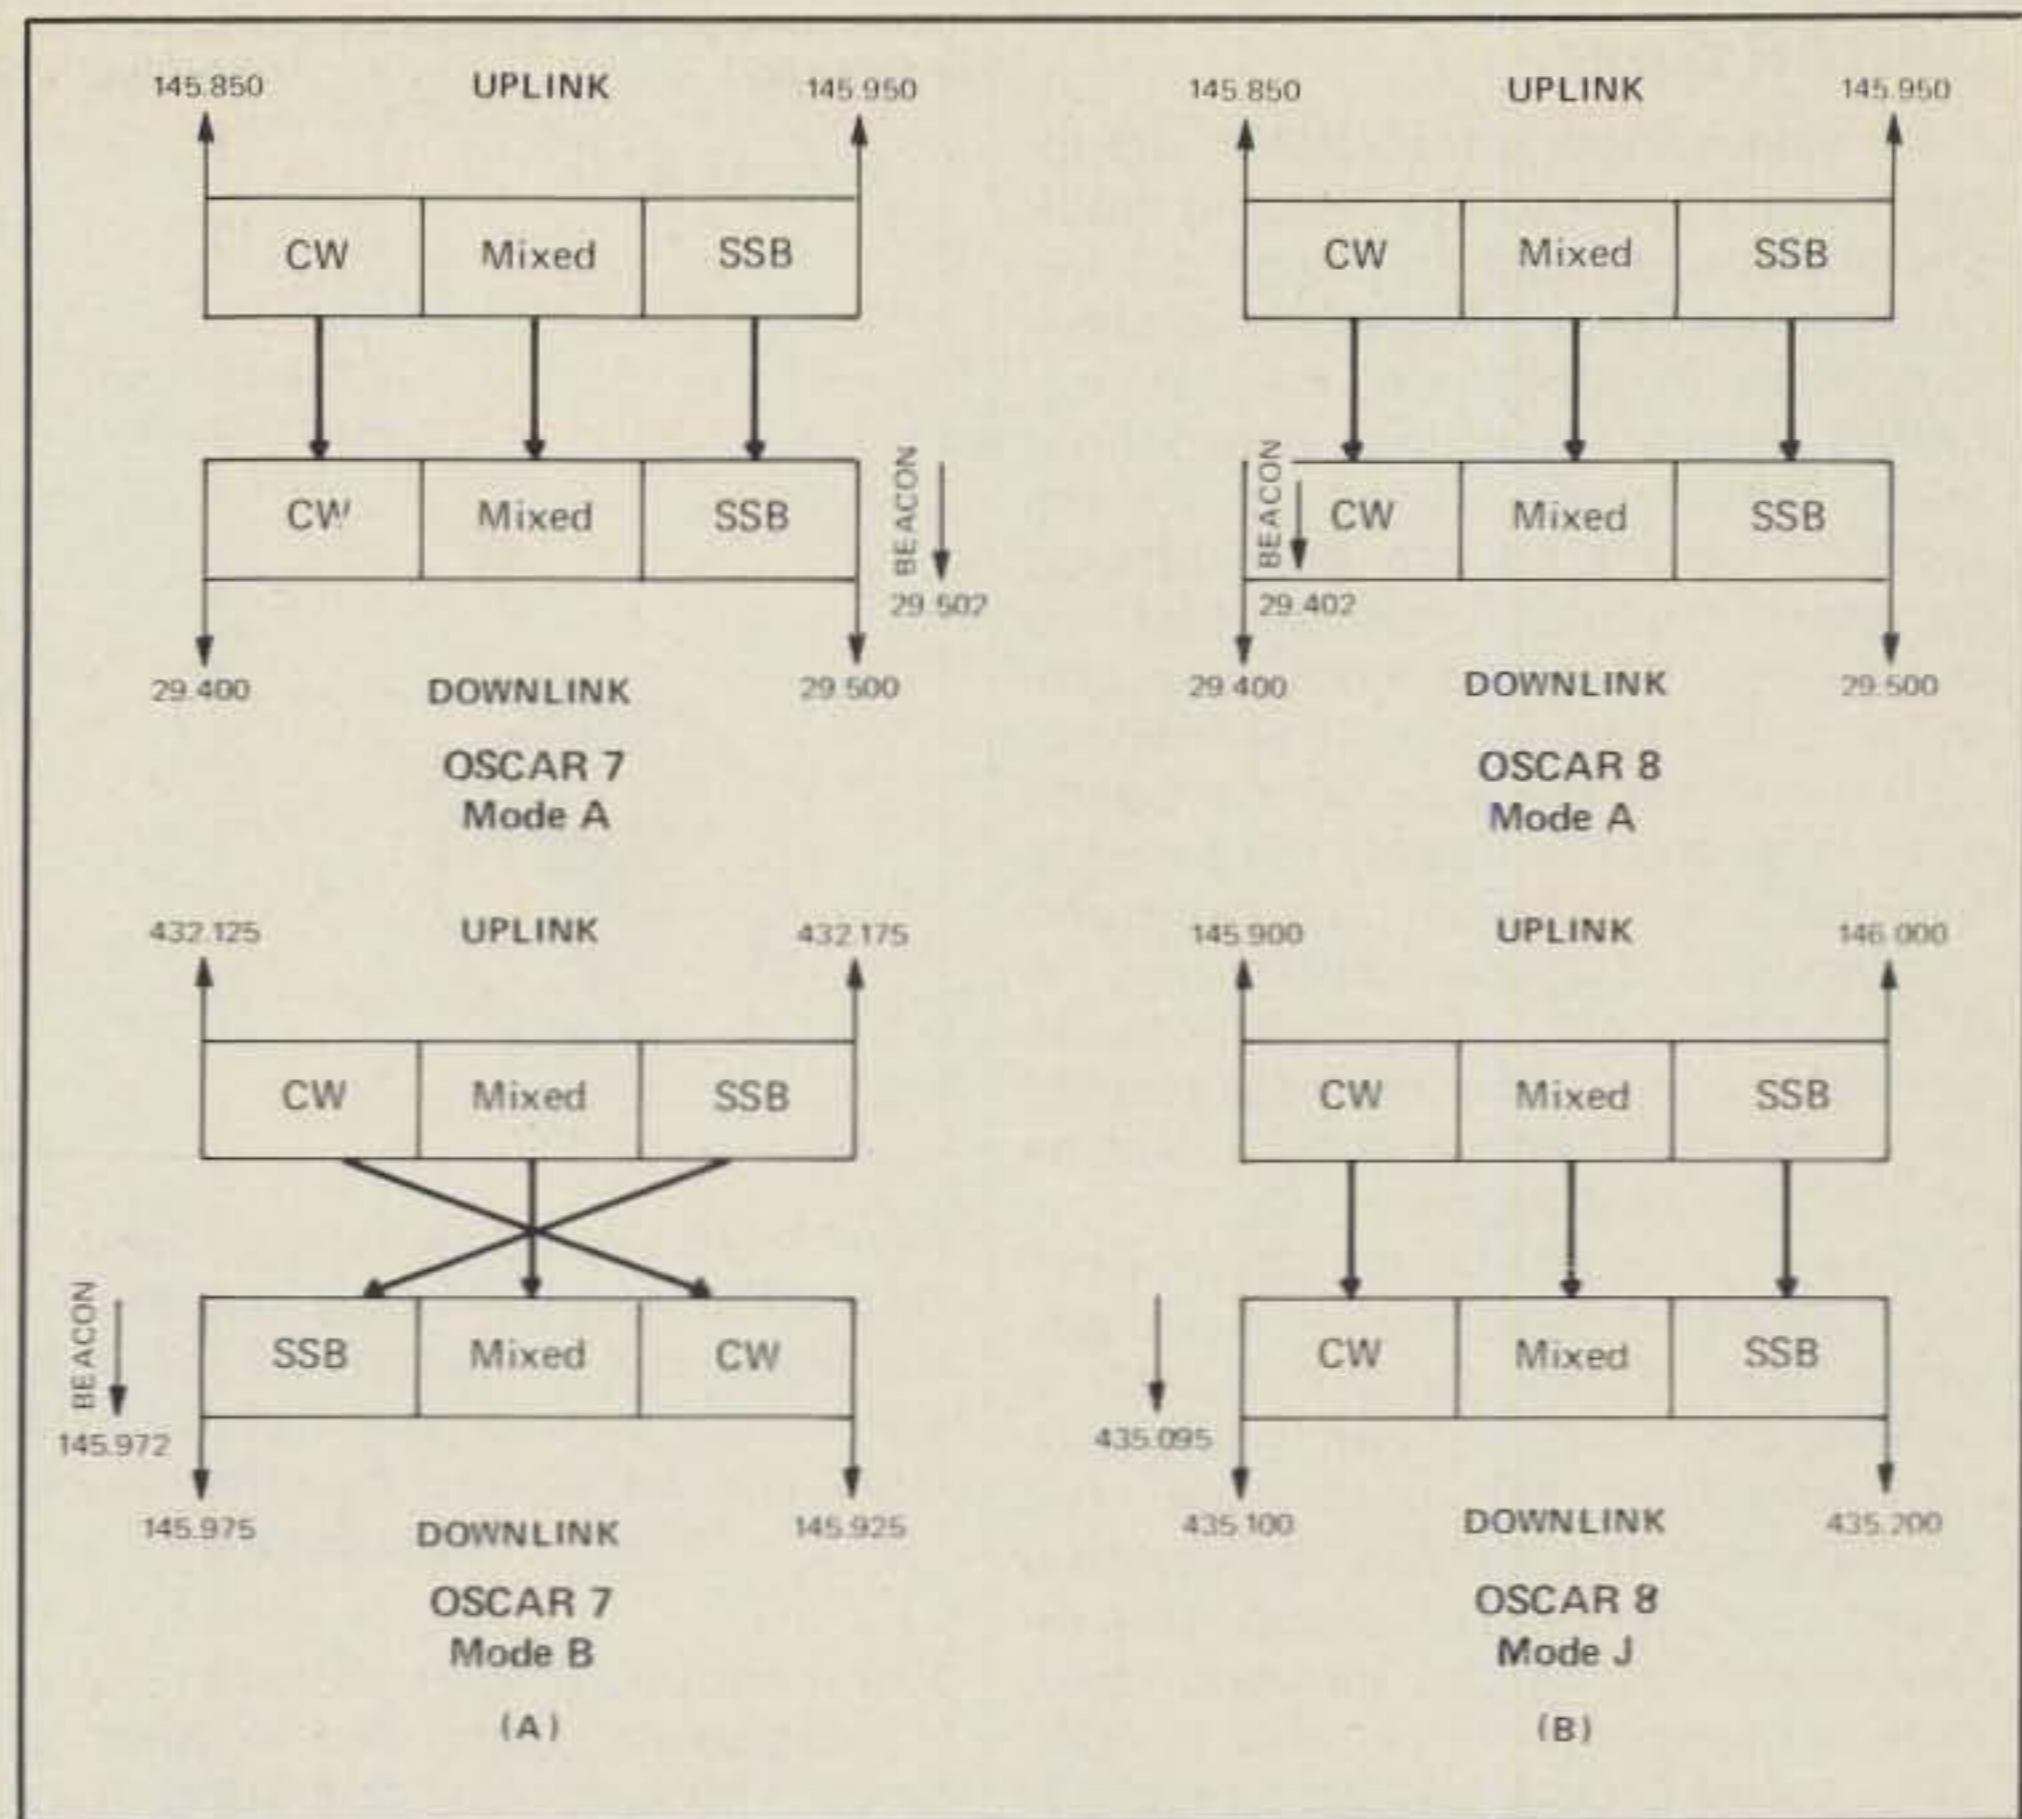 145.850 UPLINK 145.950
CW Mixed SSB
CW Mixed SSB
BEACON
29.502
29.400 DOWNLINK 29.500
OSCAR 7
Mode A
145.850 UPLINK 145.950
CW Mixed SSB
BEACON
CW Mixed SSB
29.402
29.400 DOWNLINK 29.500
OSCAR 8
Mode A
432.125 UPLINK 432.175
CW Mixed SSB
BEACON
SSB Mixed CW
145.972
145.975 DOWNLINK 145.925
OSCAR 7
Mode B
(A)
145.900 UPLINK 146.000
CW Mixed SSB
CW Mixed SSB
435.095
435.100 DOWNLINK 435.200
OSCAR 8
Mode J
(B)